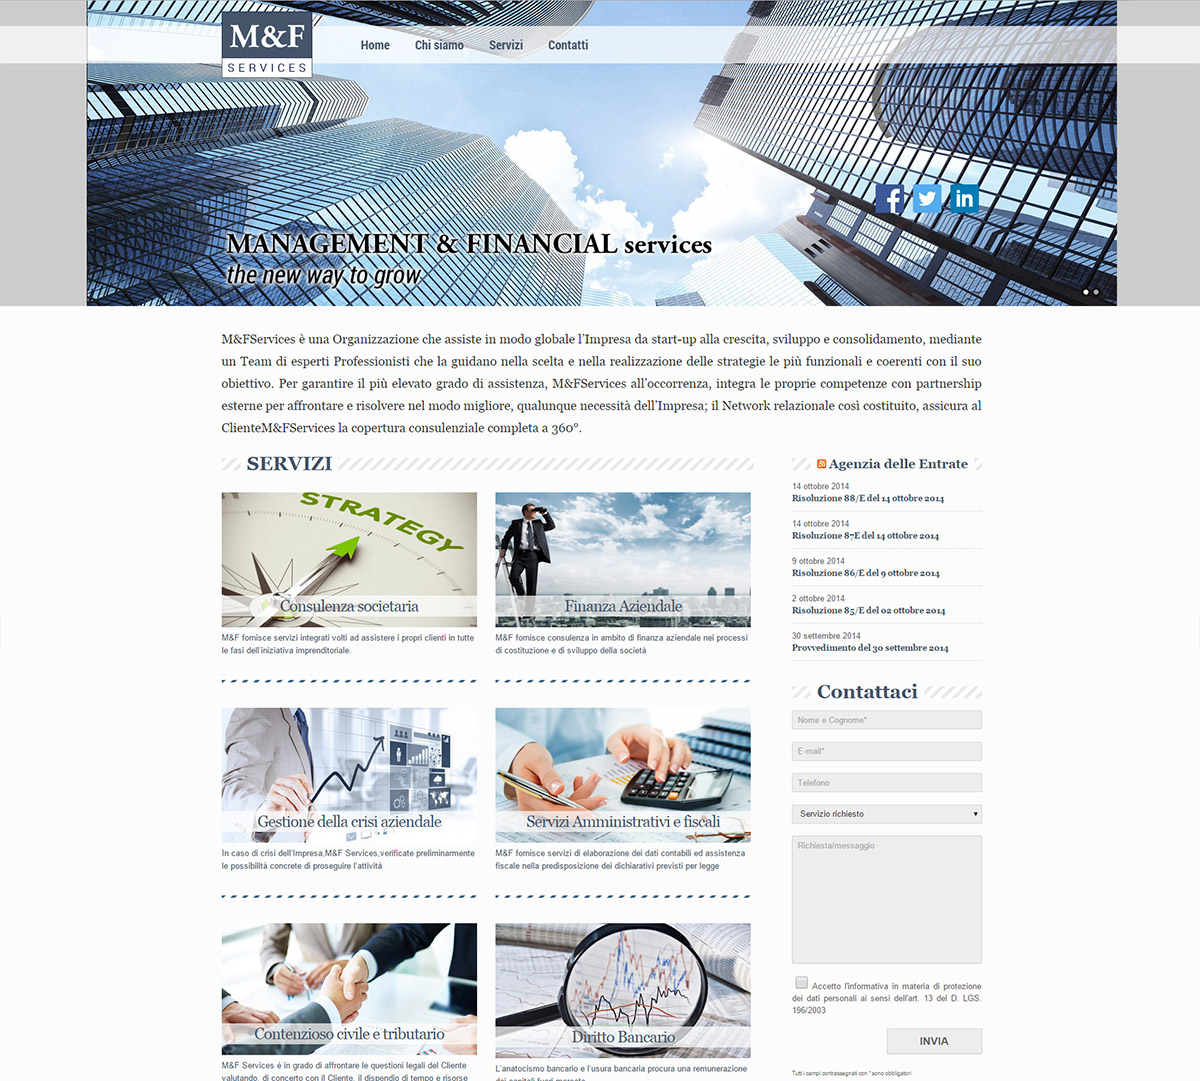 M&F
SERVICES
Home Chi siamo Servizi Contatti
MANAGEMENT & FINANCIAL services
the new way to grow
M&FServices è una Organizzazione che assiste in modo globale l'Impresa da start-up alla crescita, sviluppo e consolidamento, mediante
un Team di esperti Professionisti che la guidano nella scelta e nella realizzazione delle strategie le più funzionali e coerenti con il suo
obiettivo. Per garantire il più elevato grado di assistenza, M&FServices all'occorrenza, integra le proprie competenze con partnership
esterne per affrontare e risolvere nel modo migliore, qualunque necessità dell'Impresa; il Network relazionale così costituito, assicura al
ClienteM&FServices la copertura consulenziale completa a 360°.
SERVIZI
STRATEGY
Consulenza societaria
M&F fornisce servizi integrati volti ad assistere i propri clienti in tutte
le fasi dell'iniziativa imprenditoriale.
Finanza Aziendale
M&F fornisce consulenza in ambito di finanza aziendale nei processi
di costituzione e di sviluppo della società
Gestione della crisi aziendale
In caso di crisi dell'Impresa,M&F Services,verificate preliminarmente
le possibilità concrete di proseguire l'attività
Servizi Amministrativi e fiscali
M&F fornisce servizi di elaborazione dei dati contabili ed assistenza
fiscale nella predisposizione dei dichiarativi previsti per legge
Contenzioso civile e tributario
M&F Services è in grado di affrontare le questioni legali del Cliente
valutando, di concerto con il Cliente, il dispendio di tempo e risorse
Diritto Bancario
L'anatocismo bancario e l'usura bancaria procura una remunerazione
dei capitali fuori mercato
Agenzia delle Entrate
14 ottobre 2014
Risoluzione 88/E del 14 ottobre 2014
14 ottobre 2014
Risoluzione 87E del 14 ottobre 2014
9 ottobre 2014
Risoluzione 86/E del 9 ottobre 2014
2 ottobre 2014
Risoluzione 85/E del 02 ottobre 2014
30 settembre 2014
Provvedimento del 30 settembre 2014
Contattaci
Nome e Cognome*
E-mail*
Telefono
Servizio richiesto
Richiesta/messaggio
Accetto l'informativa in materia di protezione
dei dati personali ai sensi dell'art. 13 del D. LGS.
196/2003
INVIA
Tutti i campi contrassegnati con * sono obbligatori